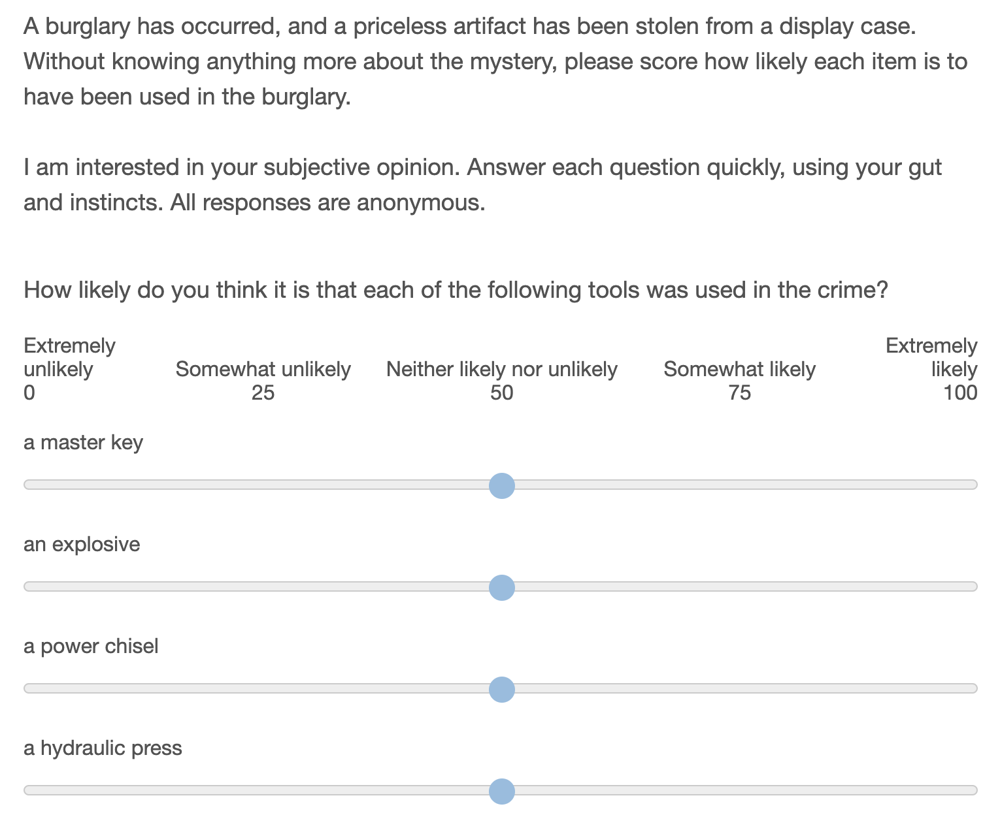 A burglary has occurred, and a priceless artifact has been stolen from a display case.
Without knowing anything more about the mystery, please score how likely each item is to
have been used in the burglary.
I am interested in your subjective opinion. Answer each question quickly, using your gut
and instincts. All responses are anonymous.
How likely do you think it is that each of the following tools was used in the crime?
Extremely Extremely
unlikely Somewhat unlikely Neither likely nor unlikely Somewhat likely likely
0 25 50 75 100
a master key
an explosive
a power chisel
a hydraulic press